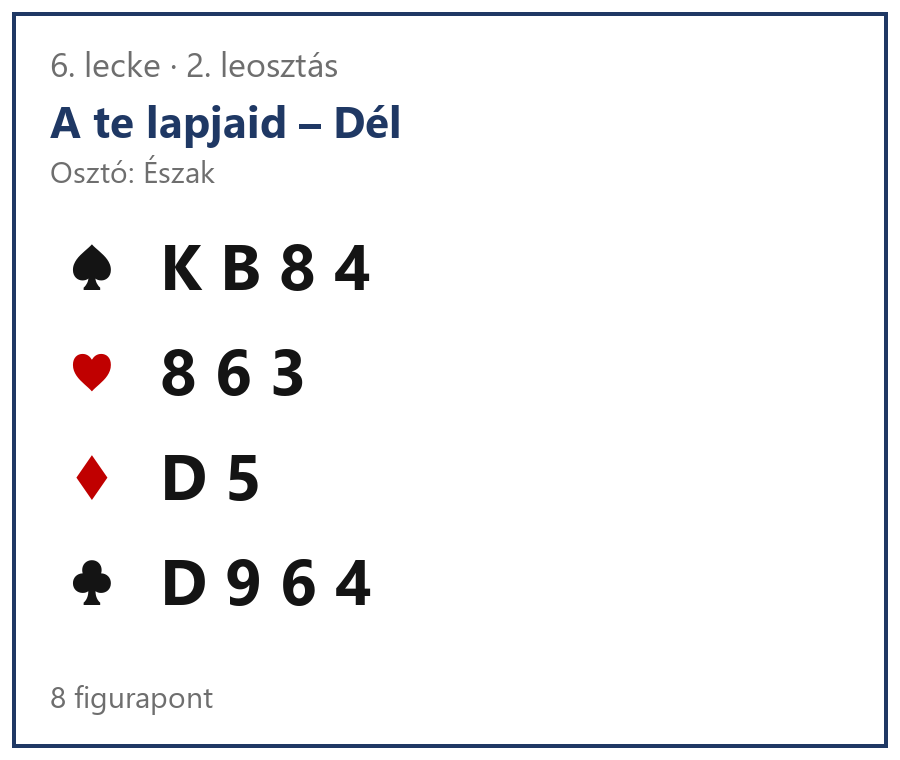 6. lecke · 2. leosztás
A te lapjaid – Dél
Osztó: Észak
♠ K B 8 4
♥ 8 6 3
♦ D 5
♣ D 9 6 4
8 figurapont